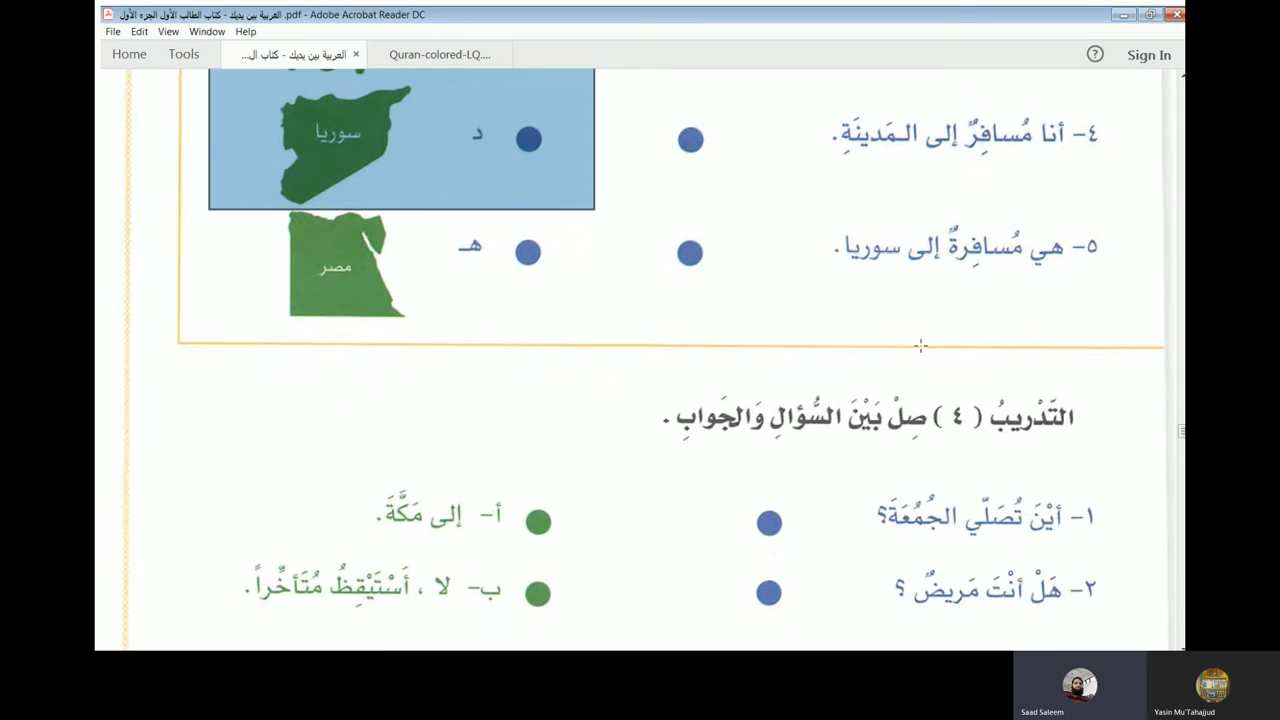 العربية بين يديك - كتاب الطالب الأول الجزء الأول .pdf - Adobe Acrobat Reader DC
File Edit View Window Help
Home Tools العربية بين يديك - كتاب ال... Quran-colored-LQ.... Sign In
٤- أنا مُسافِرٌ إلى الـمَدينَةِ.
د
سوريا
٥- هي مُسافِرةٌ إلى سوريا.
هـ
مصر
التَّدْريبُ ( ٤ ) صِلْ بَيْنَ السُّؤالِ وَالجَوابِ .
١- أيْنَ تُصَلّي الجُمُعَةَ؟
أ- إلى مَكَّةَ.
٢- هَلْ أنْتَ مَريضٌ ؟
ب- لا ، أَسْتَيْقِظُ مُتَأخِّراً.
Saad Saleem
Yasin Mu'Tahajjud